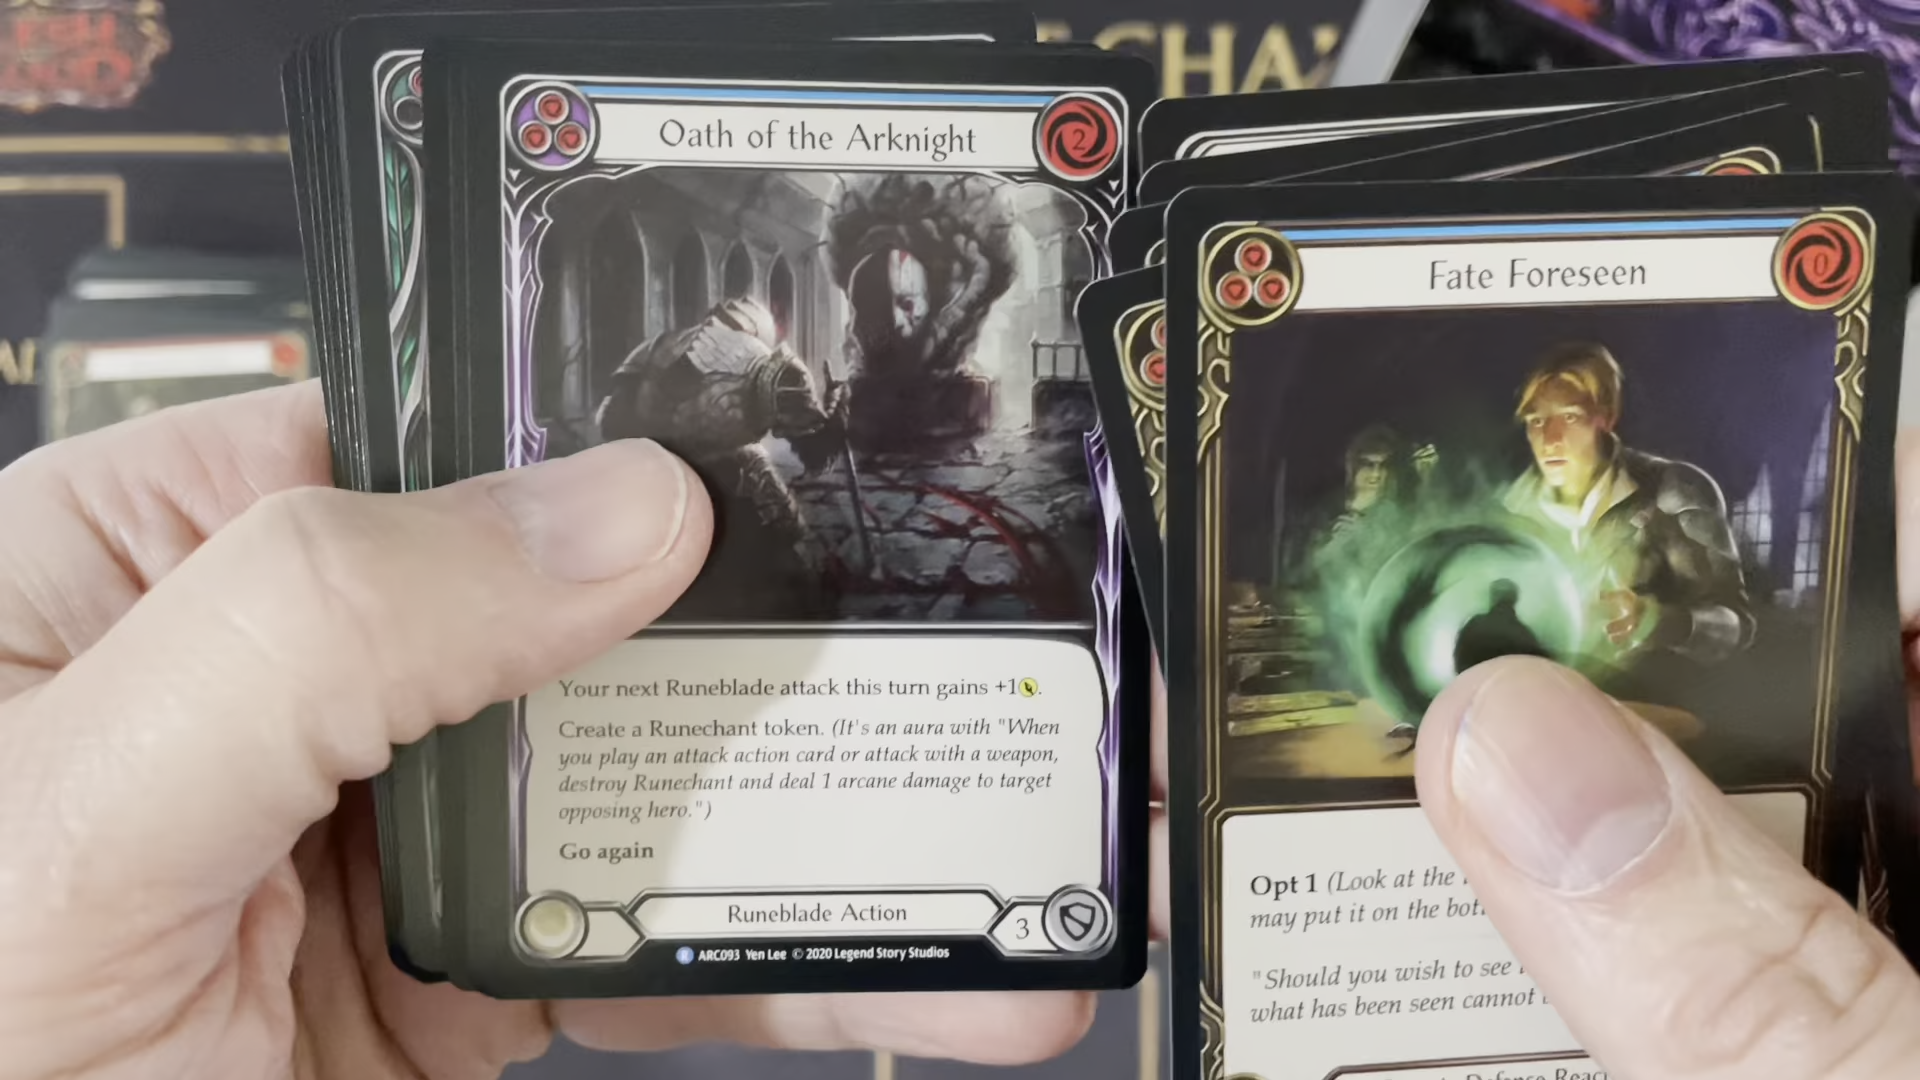 Oath of the Arknight
2
Your next Runeblade attack this turn gains +1
Create a Runechant token. (It's an aura with "When
you play an attack action card or attack with a weapon,
destroy Runechant and deal 1 arcane damage to target
opposing hero.")
Go again
Runeblade Action
3
R ARC093 Yen Lee © 2020 Legend Story Studios
Fate Foreseen
0
Opt 1 (Look at the
may put it on the
"Should you wish to see
what has been seen cannot
Defense